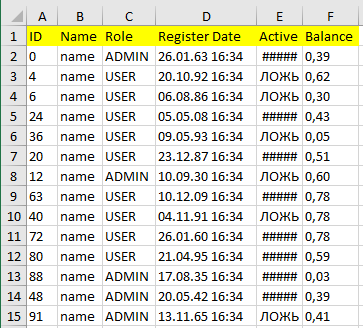 A B C D E F
1 ID Name Role Register Date Active Balance
2 0 name ADMIN 26.01.63 16:34 ##### 0,39
3 4 name USER 20.10.92 16:34 ЛОЖЬ 0,62
4 6 name USER 06.08.86 16:34 ЛОЖЬ 0,30
5 24 name USER 05.05.08 16:34 ##### 0,43
6 36 name USER 09.05.93 16:34 ЛОЖЬ 0,05
7 20 name USER 23.12.87 16:34 ##### 0,51
8 12 name ADMIN 10.09.30 16:34 ЛОЖЬ 0,60
9 63 name USER 10.12.09 16:34 ##### 0,78
10 40 name USER 04.11.91 16:34 ЛОЖЬ 0,78
11 72 name USER 26.01.60 16:34 ##### 0,78
12 80 name USER 21.04.95 16:34 ##### 0,59
13 88 name ADMIN 17.08.35 16:34 ##### 0,03
14 48 name ADMIN 20.05.42 16:34 ##### 0,39
15 91 name ADMIN 13.11.65 16:34 ЛОЖЬ 0,41